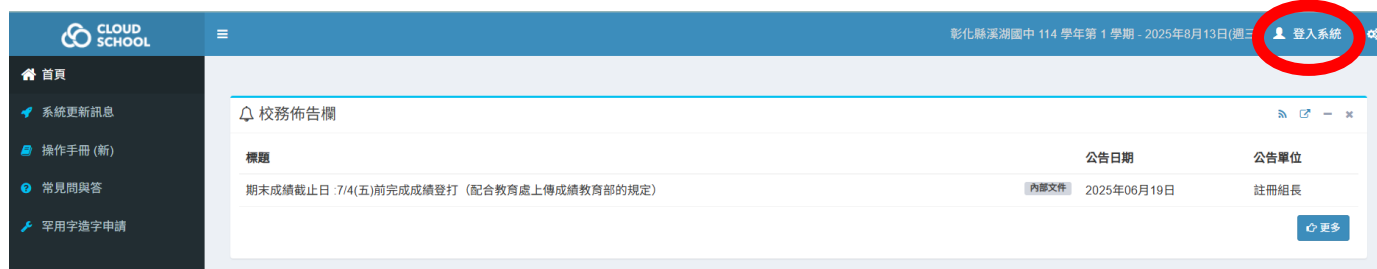 CLOUD
SCHOOL
彰化縣溪湖國中 114 學年第 1 學期 - 2025年8月13日(週三
登入系統
首頁
系統更新訊息
操作手冊 (新)
常見問與答
罕用字造字申請
校務佈告欄
標題 公告日期 公告單位
期末成績截止日 :7/4(五)前完成成績登打（配合教育處上傳成績教育部的規定） 內部文件 2025年06月19日 註冊組長
更多